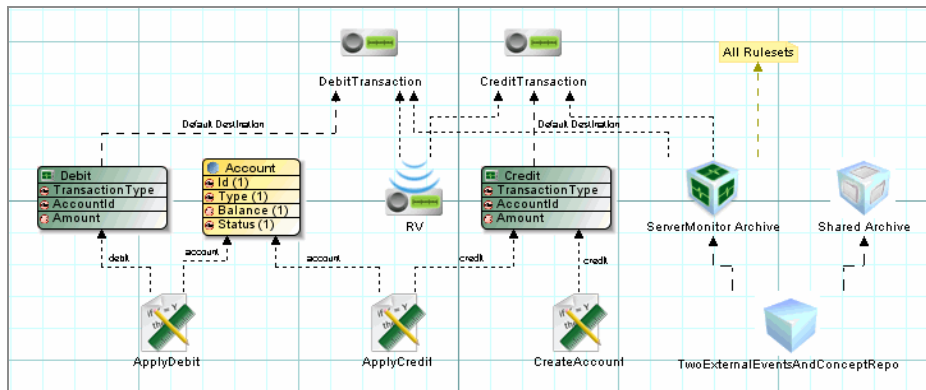 All Rulesets
DebitTransaction
CreditTransaction
Default Destination
Default Destination
Debit
TransactionType
AccountId
Amount
Account
Id (1)
Type (1)
Balance (1)
Status (1)
RV
Credit
TransactionType
AccountId
Amount
ServerMonitor Archive
Shared Archive
debit
account
account
credit
credit
ApplyDebit
ApplyCredit
CreateAccount
TwoExternalEventsAndConceptRepo